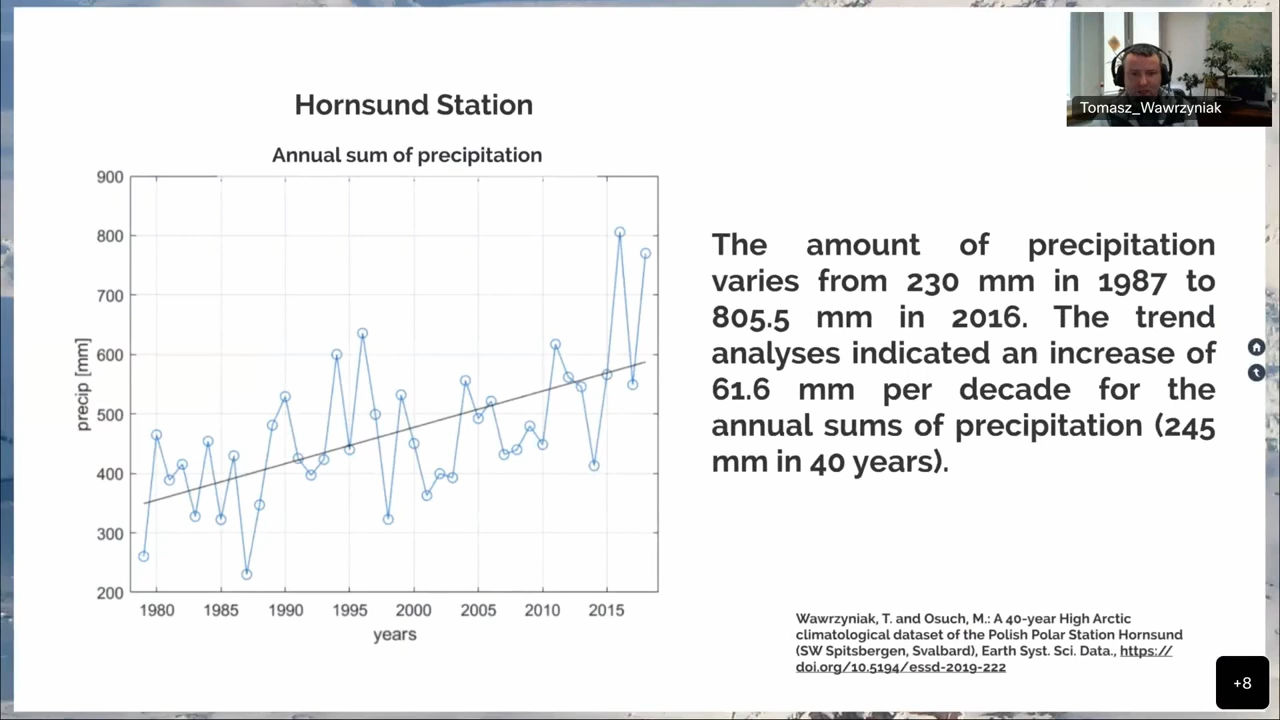 Tomasz_Wawrzyniak
Hornsund Station
Annual sum of precipitation
900
800
700
600
500
400
300
200
precip [mm]
1980 1985 1990 1995 2000 2005 2010 2015
years
The amount of precipitation
varies from 230 mm in 1987 to
805.5 mm in 2016. The trend
analyses indicated an increase of
61.6 mm per decade for the
annual sums of precipitation (245
mm in 40 years).
Wawrzyniak, T. and Osuch, M.: A 40-year High Arctic
climatological dataset of the Polish Polar Station Hornsund
(SW Spitsbergen, Svalbard), Earth Syst. Sci. Data., https://
doi.org/10.5194/essd-2019-222
+8